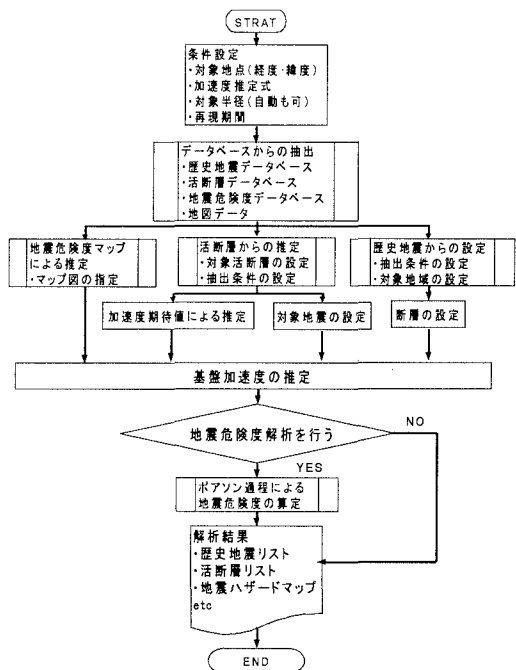 STRAT
条件設定
・対象地点(経度・緯度)
・加速度推定式
・対象半径(自動も可)
・再現期間
データベースからの抽出
・歴史地震データベース
・活断層データベース
・地震危険度データベース
・地図データ
地震危険度マップ
による推定
・マップ図の指定
活断層からの推定
・対象活断層の設定
・抽出条件の設定
歴史地震からの設定
・抽出条件の設定
・対象地域の設定
加速度期待値による推定
対象地震の設定
断層の設定
基盤加速度の推定
地震危険度解析を行う
NO
YES
ポアソン過程による
地震危険度の算定
解析結果
・歴史地震リスト
・活断層リスト
・地震ハザードマップ
etc
END